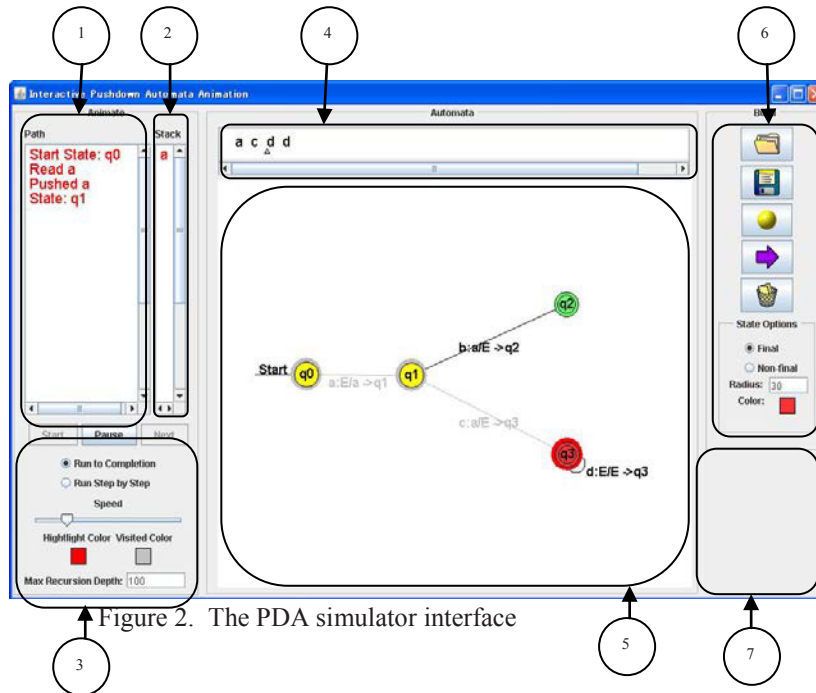 1
2
4
6
Interactive Pushdown Automata Animation
Animate
Automata
Build
Path
Stack
Start State: q0
Read a
Pushed a
State: q1
a
a c d d
q2
b:a/E ->q2
Start
q0
a:E/a ->q1
q1
c:a/E ->q3
q3
d:E/E ->q3
State Options
Final
Non-final
Radius: 30
Color:
Start
Pause
Next
Run to Completion
Run Step by Step
Speed
Hightlight Color Visited Color
Max Recursion Depth: 100
Figure 2. The PDA simulator interface
3
5
7